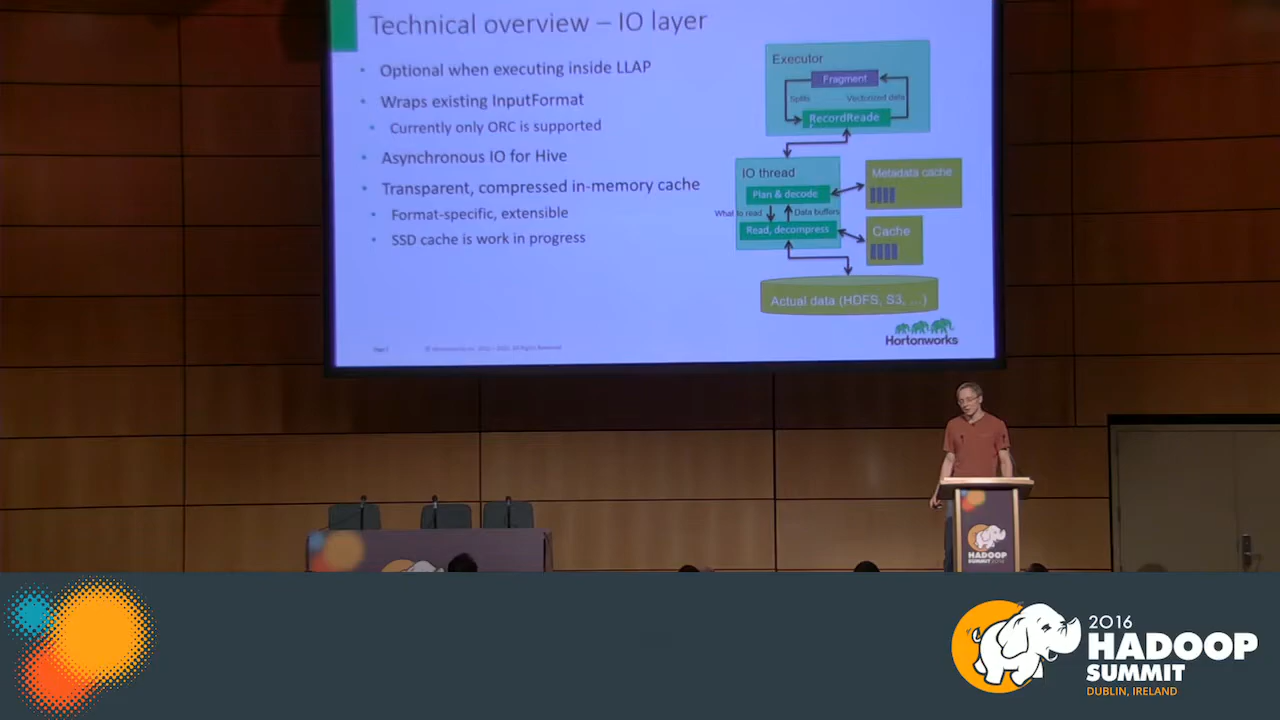 Technical overview – IO layer
• Optional when executing inside LLAP
• Wraps existing InputFormat
• Currently only ORC is supported
• Asynchronous IO for Hive
• Transparent, compressed in-memory cache
• Format-specific, extensible
• SSD cache is work in progress
Executor
Fragment
Splits
Vectorized data
RecordReade
IO thread
Plan & decode
What to read
Data buffers
Read, decompress
Metadata cache
Cache
Actual data (HDFS, S3, ...)
Hortonworks
HADOOP
SUMMIT
2016
HADOOP
SUMMIT
DUBLIN, IRELAND